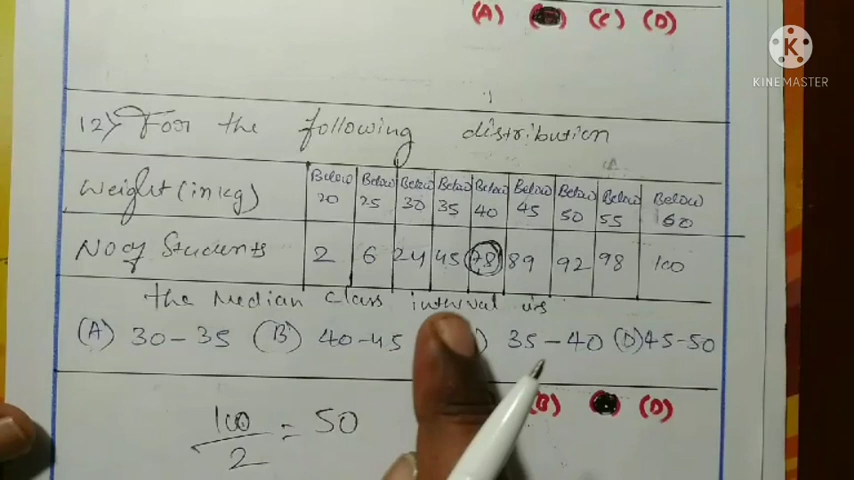 (A) (C) (D)
K
KINEMASTER
12) For the following distribution
Weight (in kg) Below 20 Below 25 Below 30 Below 35 Below 40 Below 45 Below 50 Below 55 Below 60
No of Students 2 6 24 45 78 89 92 98 100
the Median class interval is
(A) 30-35 (B) 40-45 ) 35-40 (D) 45-50
(B) (D)
100/2 = 50